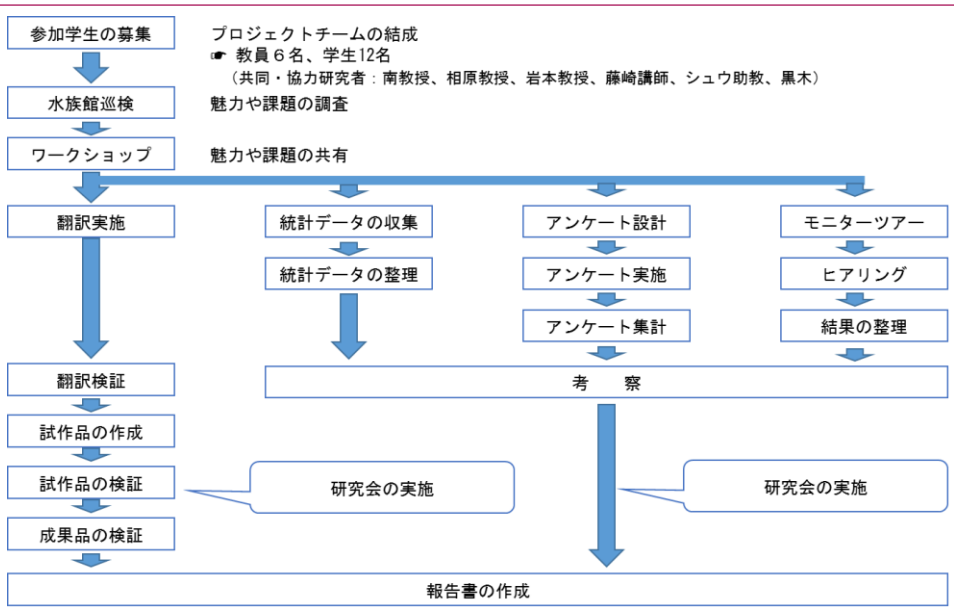 参加学生の募集
プロジェクトチームの結成
☛ 教員６名、学生12名
（共同・協力研究者：南教授、相原教授、岩本教授、藤崎講師、シュウ助教、黒木）
水族館巡検
魅力や課題の調査
ワークショップ
魅力や課題の共有
翻訳実施
統計データの収集
アンケート設計
モニターツアー
統計データの整理
アンケート実施
ヒアリング
アンケート集計
結果の整理
翻訳検証
考　　察
試作品の作成
試作品の検証
研究会の実施
研究会の実施
成果品の検証
報告書の作成